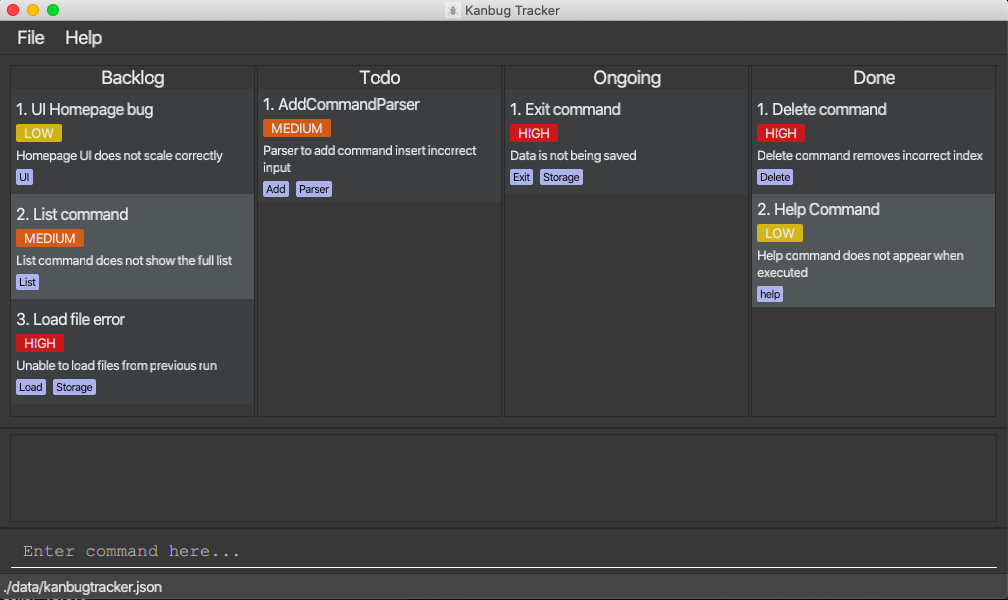 Kanbug Tracker
File Help
Backlog
1. UI Homepage bug
LOW
Homepage UI does not scale correctly
UI
2. List command
MEDIUM
List command does not show the full list
List
3. Load file error
HIGH
Unable to load files from previous run
Load Storage
Todo
1. AddCommandParser
MEDIUM
Parser to add command insert incorrect
input
Add Parser
Ongoing
1. Exit command
HIGH
Data is not being saved
Exit Storage
Done
1. Delete command
HIGH
Delete command removes incorrect index
Delete
2. Help Command
LOW
Help command does not appear when
executed
help
Enter command here...
./data/kanbugtracker.json